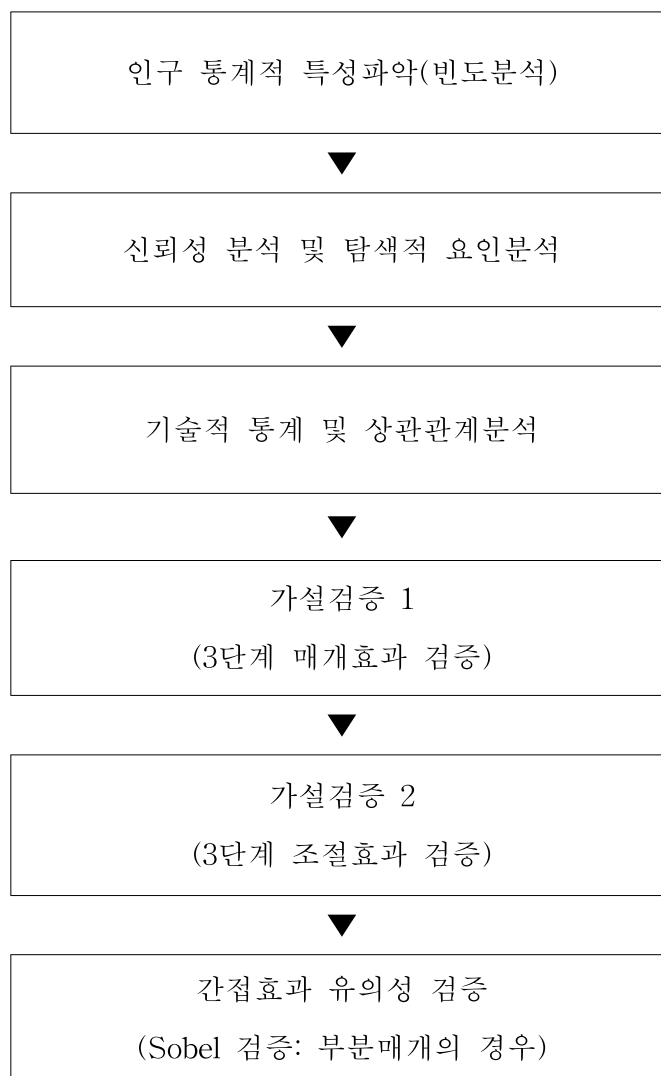 인구 통계적 특성파악(빈도분석)
신뢰성 분석 및 탐색적 요인분석
기술적 통계 및 상관관계분석
가설검증 1
(3단계 매개효과 검증)
가설검증 2
(3단계 조절효과 검증)
간접효과 유의성 검증
(Sobel 검증: 부분매개의 경우)